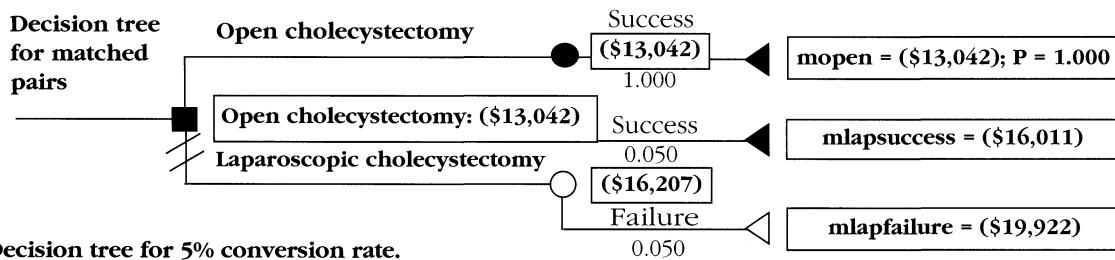 Decision tree
for matched
pairs
Open cholecystectomy
Success
($13,042)
1.000
mopen = ($13,042); P = 1.000
Open cholecystectomy: ($13,042)
Success
0.050
mlapsuccess = ($16,011)
Laparoscopic cholecystectomy
($16,207)
Failure
0.050
mlapfailure = ($19,922)
Decision tree for 5% conversion rate.